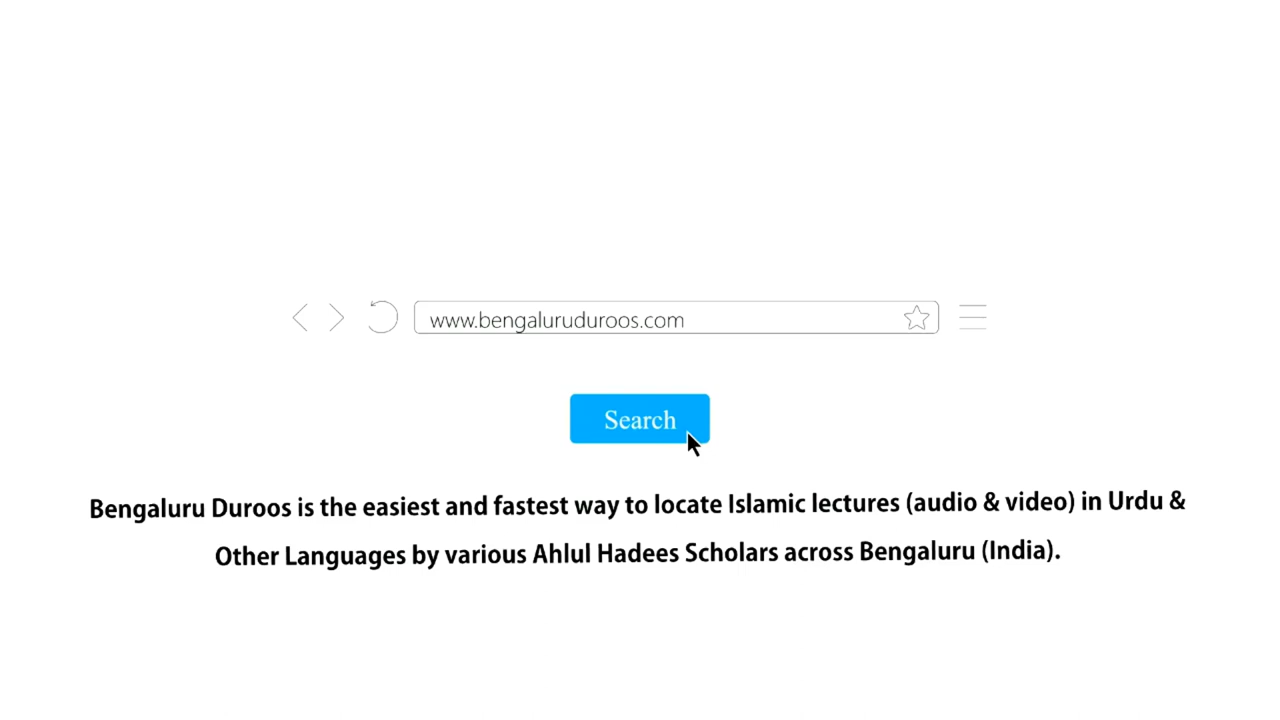 www.bengaluruduroos.com
Search
Bengaluru Duroos is the easiest and fastest way to locate Islamic lectures (audio & video) in Urdu &
Other Languages by various Ahlul Hadees Scholars across Bengaluru (India).